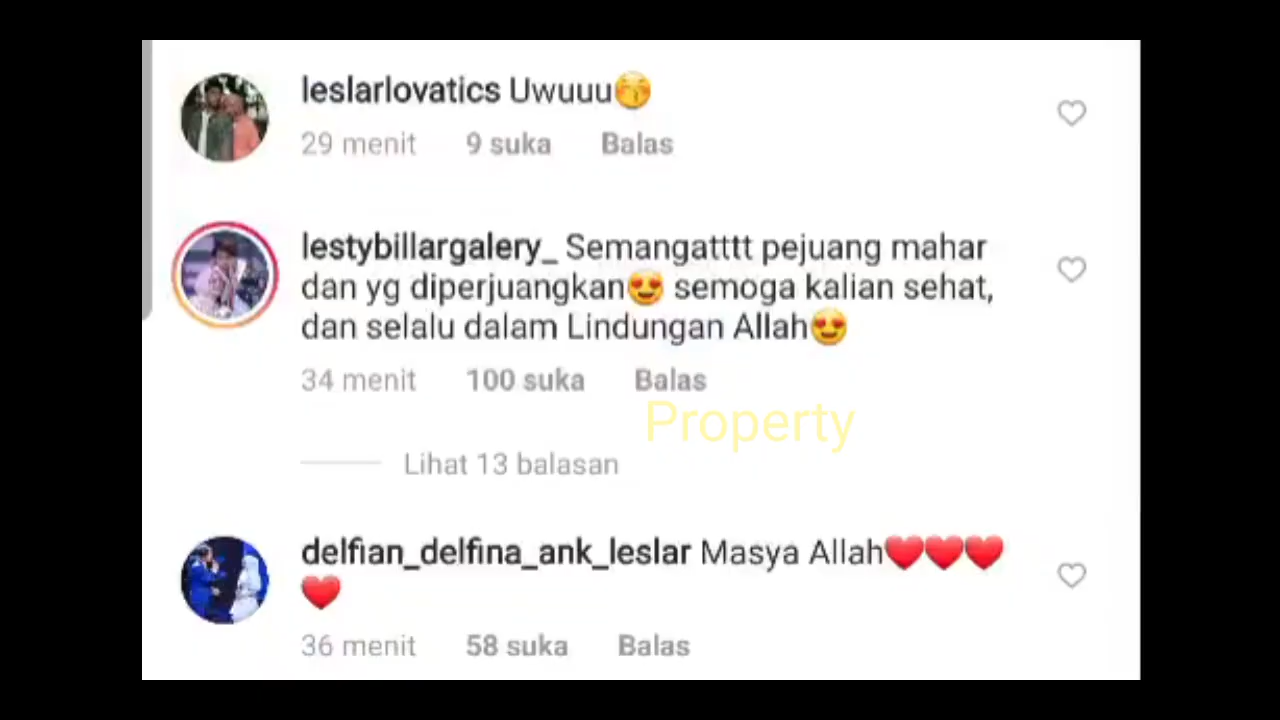 leslarlovatics Uwuuu😚
29 menit 9 suka Balas
lestybillargalery_ Semangatttt pejuang mahar
dan yg diperjuangkan😍 semoga kalian sehat,
dan selalu dalam Lindungan Allah😍
34 menit 100 suka Balas
Property
Lihat 13 balasan
delfian_delfina_ank_leslar Masya Allah❤️❤️❤️
❤️
36 menit 58 suka Balas